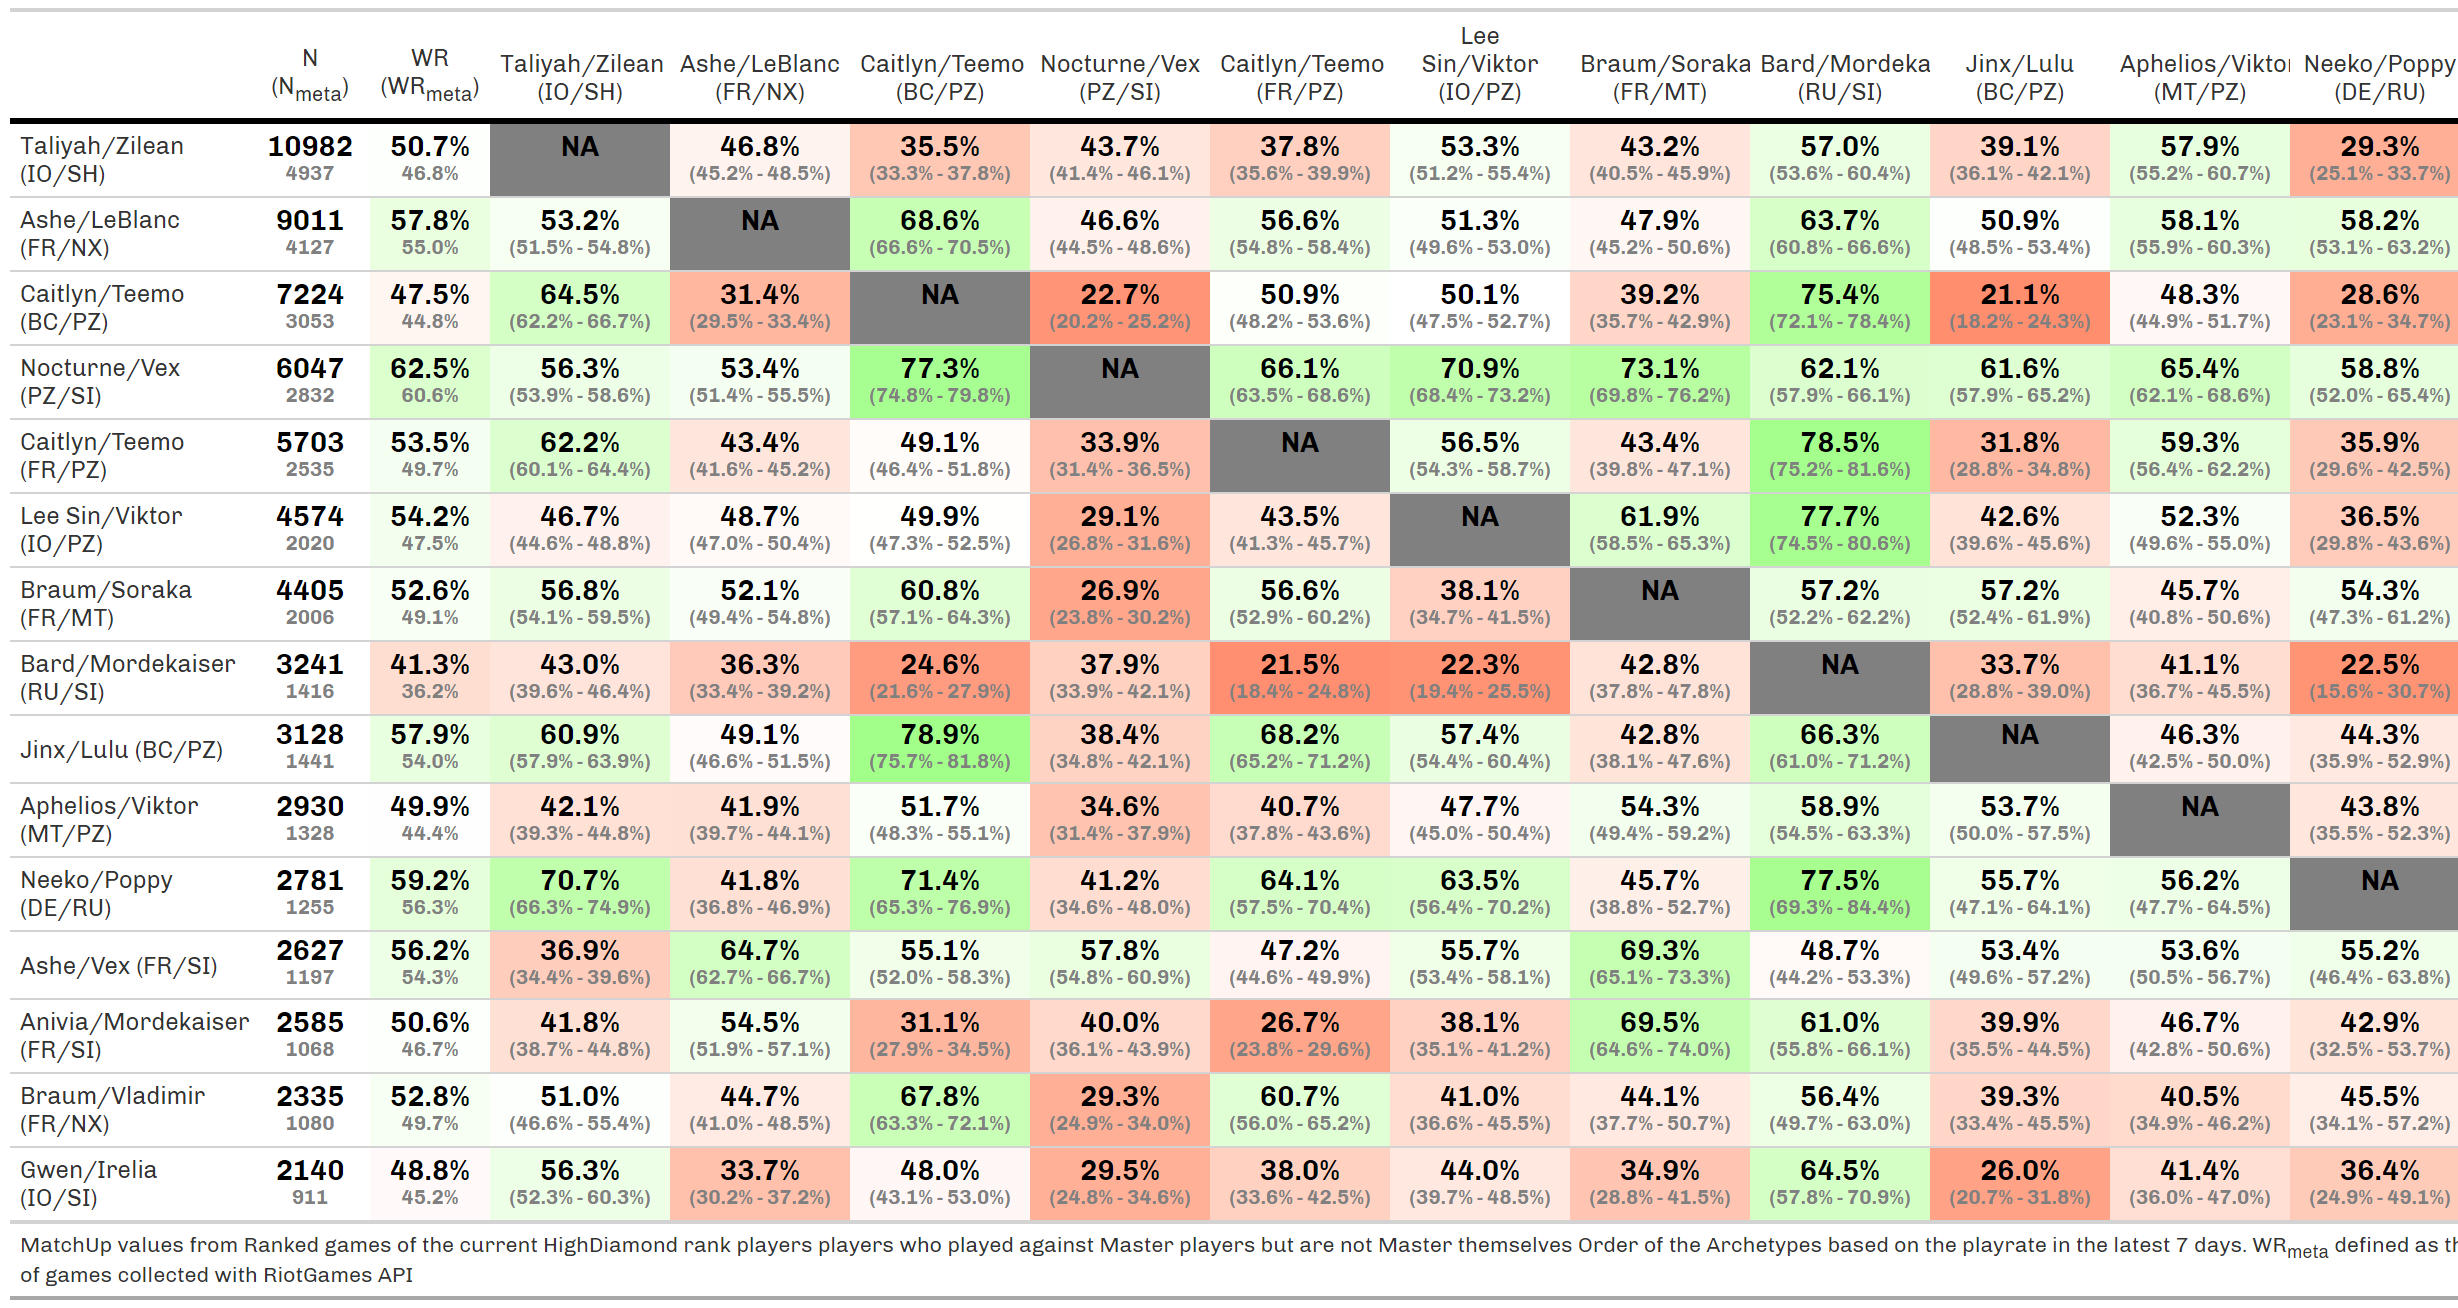 N (Nmeta) WR (WRmeta) Taliyah/Zilean (IO/SH) Ashe/LeBlanc (FR/NX) Caitlyn/Teemo (BC/PZ) Nocturne/Vex (PZ/SI) Caitlyn/Teemo (FR/PZ) Lee Sin/Viktor (IO/PZ) Braum/Soraka (FR/MT) Bard/Mordeka (RU/SI) Jinx/Lulu (BC/PZ) Aphelios/Viktor (MT/PZ) Neeko/Poppy (DE/RU)
Taliyah/Zilean 10982 50.7% NA 46.8% 35.5% 43.7% 37.8% 53.3% 43.2% 57.0% 39.1% 57.9% 29.3%
(IO/SH) 4937 46.8% (45.2% - 48.5%) (33.3% - 37.8%) (41.4% - 46.1%) (35.6% - 39.9%) (51.2% - 55.4%) (40.5% - 45.9%) (53.6% - 60.4%) (36.1% - 42.1%) (55.2% - 60.7%) (25.1% - 33.7%)
Ashe/LeBlanc 9011 57.8% 53.2% NA 68.6% 46.6% 56.6% 51.3% 47.9% 63.7% 50.9% 58.1% 58.2%
(FR/NX) 4127 55.0% (51.5% - 54.8%) (66.6% - 70.5%) (44.5% - 48.6%) (54.8% - 58.4%) (49.6% - 53.0%) (45.2% - 50.6%) (60.8% - 66.6%) (48.5% - 53.4%) (55.9% - 60.3%) (53.1% - 63.2%)
Caitlyn/Teemo 7224 47.5% 64.5% 31.4% NA 22.7% 50.9% 50.1% 39.2% 75.4% 21.1% 48.3% 28.6%
(BC/PZ) 3053 44.8% (62.2% - 66.7%) (29.5% - 33.4%) (20.2% - 25.2%) (48.2% - 53.6%) (47.5% - 52.7%) (35.7% - 42.9%) (72.1% - 78.4%) (18.2% - 24.3%) (44.9% - 51.7%) (23.1% - 34.7%)
Nocturne/Vex 6047 62.5% 56.3% 53.4% 77.3% NA 66.1% 70.9% 73.1% 62.1% 61.6% 65.4% 58.8%
(PZ/SI) 2832 60.6% (53.9% - 58.6%) (51.4% - 55.5%) (74.8% - 79.8%) (63.5% - 68.6%) (68.4% - 73.2%) (69.8% - 76.2%) (57.9% - 66.1%) (57.9% - 65.2%) (62.1% - 68.6%) (52.0% - 65.4%)
Caitlyn/Teemo 5703 53.5% 62.2% 43.4% 49.1% 33.9% NA 56.5% 43.4% 78.5% 31.8% 59.3% 35.9%
(FR/PZ) 2535 49.7% (60.1% - 64.4%) (41.6% - 45.2%) (46.4% - 51.8%) (31.4% - 36.5%) (54.3% - 58.7%) (39.8% - 47.1%) (75.2% - 81.6%) (28.8% - 34.8%) (56.4% - 62.2%) (29.6% - 42.5%)
Lee Sin/Viktor 4574 54.2% 46.7% 48.7% 49.9% 29.1% 43.5% NA 61.9% 77.7% 42.6% 52.3% 36.5%
(IO/PZ) 2020 47.5% (44.6% - 48.8%) (47.0% - 50.4%) (47.3% - 52.5%) (26.8% - 31.6%) (41.3% - 45.7%) (58.5% - 65.3%) (74.5% - 80.6%) (39.6% - 45.6%) (49.6% - 55.0%) (29.8% - 43.6%)
Braum/Soraka 4405 52.6% 56.8% 52.1% 60.8% 26.9% 56.6% 38.1% NA 57.2% 57.2% 45.7% 54.3%
(FR/MT) 2006 49.1% (54.1% - 59.5%) (49.4% - 54.8%) (57.1% - 64.3%) (23.8% - 30.2%) (52.9% - 60.2%) (34.7% - 41.5%) (52.2% - 62.2%) (52.4% - 61.9%) (40.8% - 50.6%) (47.3% - 61.2%)
Bard/Mordekaiser 3241 41.3% 43.0% 36.3% 24.6% 37.9% 21.5% 22.3% 42.8% NA 33.7% 41.1% 22.5%
(RU/SI) 1416 36.2% (39.6% - 46.4%) (33.4% - 39.2%) (21.6% - 27.9%) (33.9% - 42.1%) (18.4% - 24.8%) (19.4% - 25.5%) (37.8% - 47.8%) (28.8% - 39.0%) (36.7% - 45.5%) (15.6% - 30.7%)
Jinx/Lulu (BC/PZ) 3128 57.9% 60.9% 49.1% 78.9% 38.4% 68.2% 57.4% 42.8% 66.3% NA 46.3% 44.3%
1441 54.0% (57.9% - 63.9%) (46.6% - 51.5%) (75.7% - 81.8%) (34.8% - 42.1%) (65.2% - 71.2%) (54.4% - 60.4%) (38.1% - 47.6%) (61.0% - 71.2%) (42.5% - 50.0%) (35.9% - 52.9%)
Aphelios/Viktor 2930 49.9% 42.1% 41.9% 51.7% 34.6% 40.7% 47.7% 54.3% 58.9% 53.7% NA 43.8%
(MT/PZ) 1328 44.4% (39.3% - 44.8%) (39.7% - 44.1%) (48.3% - 55.1%) (31.4% - 37.9%) (37.8% - 43.6%) (45.0% - 50.4%) (49.4% - 59.2%) (54.5% - 63.3%) (50.0% - 57.5%) (35.5% - 52.3%)
Neeko/Poppy 2781 59.2% 70.7% 41.8% 71.4% 41.2% 64.1% 63.5% 45.7% 77.5% 55.7% 56.2% NA
(DE/RU) 1255 56.3% (66.3% - 74.9%) (36.8% - 46.9%) (65.3% - 76.9%) (34.6% - 48.0%) (57.5% - 70.4%) (56.4% - 70.2%) (38.8% - 52.7%) (69.3% - 84.4%) (47.1% - 64.1%) (47.7% - 64.5%)
Ashe/Vex (FR/SI) 2627 56.2% 36.9% 64.7% 55.1% 57.8% 47.2% 55.7% 69.3% 48.7% 53.4% 53.6% 55.2%
1197 54.3% (34.4% - 39.6%) (62.7% - 66.7%) (52.0% - 58.3%) (54.8% - 60.9%) (44.6% - 49.9%) (53.4% - 58.1%) (65.1% - 73.3%) (44.2% - 53.3%) (49.6% - 57.2%) (50.5% - 56.7%) (46.4% - 63.8%)
Anivia/Mordekaiser 2585 50.6% 41.8% 54.5% 31.1% 40.0% 26.7% 38.1% 69.5% 61.0% 39.9% 46.7% 42.9%
(FR/SI) 1068 46.7% (38.7% - 44.8%) (51.9% - 57.1%) (27.9% - 34.5%) (36.1% - 43.9%) (23.8% - 29.6%) (35.1% - 41.2%) (64.6% - 74.0%) (55.8% - 66.1%) (35.5% - 44.5%) (42.8% - 50.6%) (32.5% - 53.7%)
Braum/Vladimir 2335 52.8% 51.0% 44.7% 67.8% 29.3% 60.7% 41.0% 44.1% 56.4% 39.3% 40.5% 45.5%
(FR/NX) 1080 49.7% (46.6% - 55.4%) (41.0% - 48.5%) (63.3% - 72.1%) (24.9% - 34.0%) (56.0% - 65.2%) (36.6% - 45.5%) (37.7% - 50.7%) (49.7% - 63.0%) (33.4% - 45.5%) (34.9% - 46.2%) (34.1% - 57.2%)
Gwen/Irelia 2140 48.8% 56.3% 33.7% 48.0% 29.5% 38.0% 44.0% 34.9% 64.5% 26.0% 41.4% 36.4%
(IO/SI) 911 45.2% (52.3% - 60.3%) (30.2% - 37.2%) (43.1% - 53.0%) (24.8% - 34.6%) (33.6% - 42.5%) (39.7% - 48.5%) (28.8% - 41.5%) (57.8% - 70.9%) (20.7% - 31.8%) (36.0% - 47.0%) (24.9% - 49.1%)
MatchUp values from Ranked games of the current HighDiamond rank players players who played against Master players but are not Master themselves Order of the Archetypes based on the playrate in the latest 7 days. WRmeta defined as th
of games collected with RiotGames API